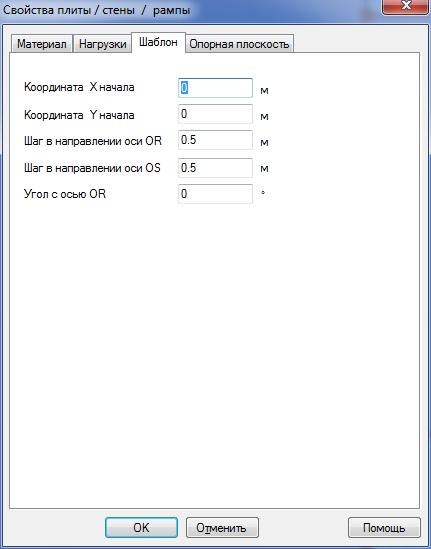 Свойства плиты / стены / рампы
Материал Нагрузки Шаблон Опорная плоскость
Координата X начала 0 м
Координата Y начала 0 м
Шаг в направлении оси OR 0.5 м
Шаг в направлении оси OS 0.5 м
Угол с осью OR 0 °
OK Отменить Помощь